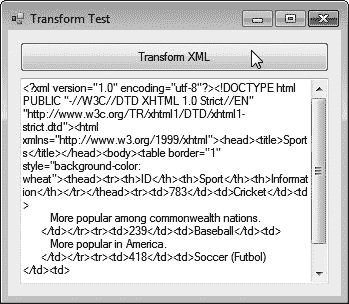 Transform Test
Transform XML
<?xml version="1.0" encoding="utf-8"?><!DOCTYPE html
PUBLIC "-//W3C//DTD XHTML 1.0 Strict//EN"
"http://www.w3c.org/TR/xhtml1/DTD/xhtml1-
strict.dtd"><html
xmlns="http://www.w3.org/1999/xhtml"><head><title>Sport
s</title></head><body><table border="1"
style="background-color:
wheat"><thead><tr><th>ID</th><th>Sport</th><th>Informat
ion</th></tr></thead><tr><td>783</td><td>Cricket</td><td
>
More popular among commonwealth nations.
</td></tr><tr><td>239</td><td>Baseball</td><td>
More popular in America.
</td></tr><tr><td>418</td><td>Soccer (Futbol)
</td><td>